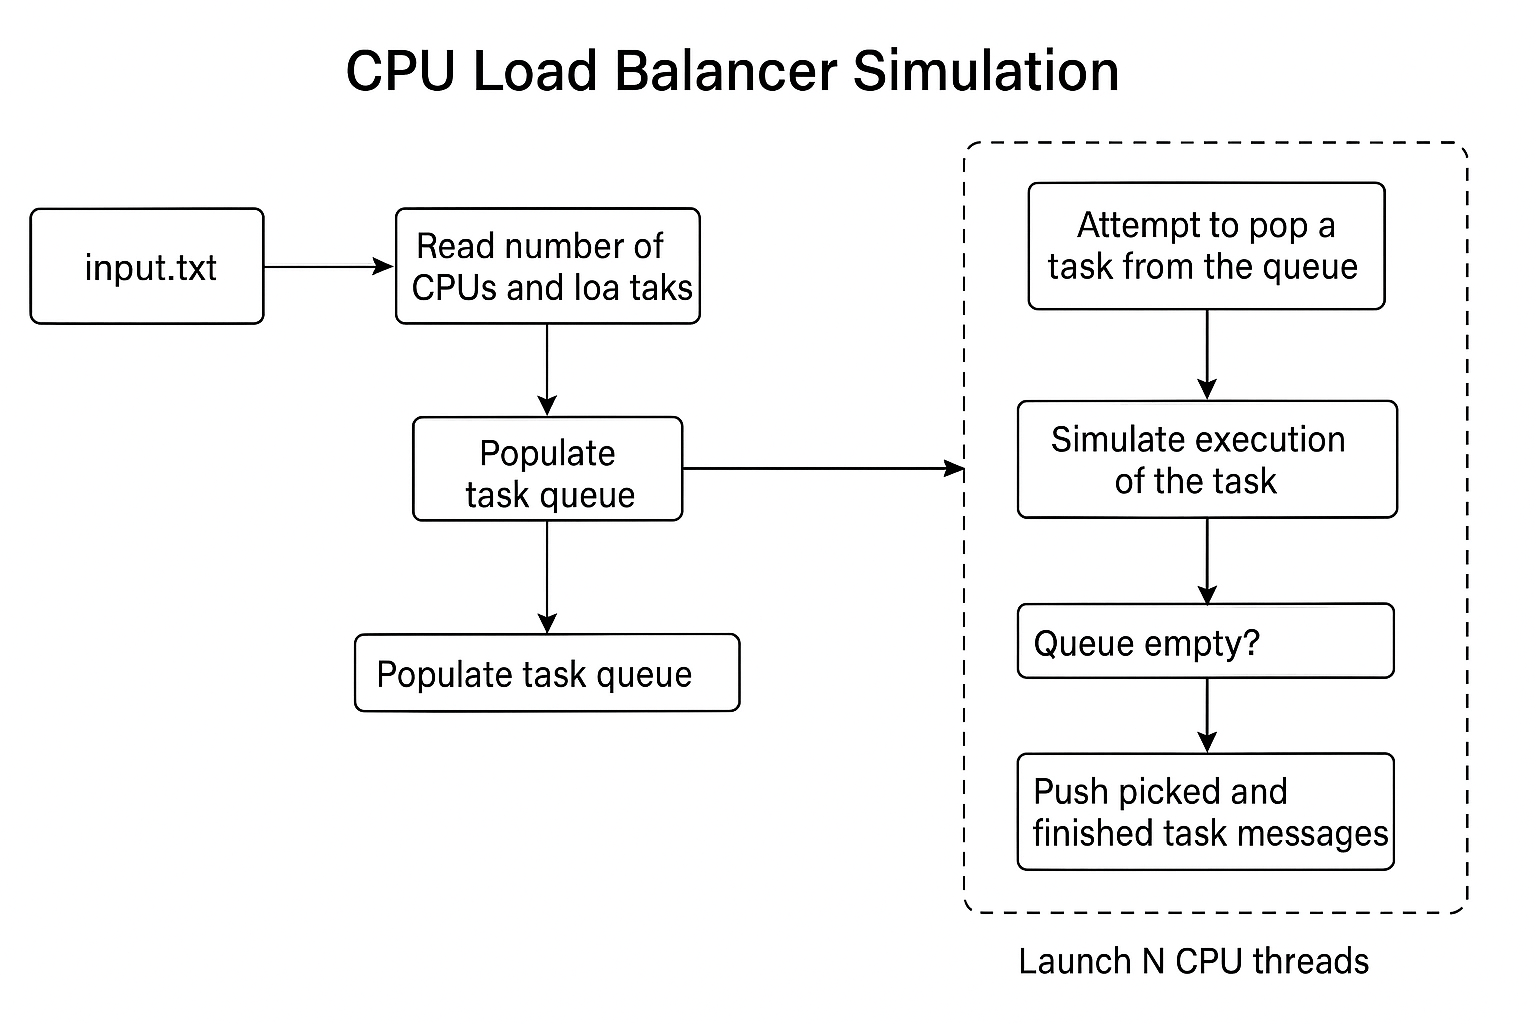 CPU Load Balancer Simulation
input.txt
Read number of
CPUs and loa taks
Populate
task queue
Populate task queue
Attempt to pop a
task from the queue
Simulate execution
of the task
Queue empty?
Push picked and
finished task messages
Launch N CPU threads